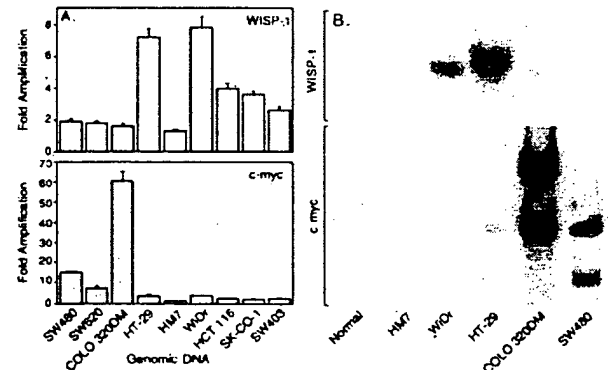 A.
WISP-1
Fold Amplification
8
6
4
2
0
c-myc
Fold Amplification
70
60
50
40
30
20
10
0
SW480
SW620
COLO 320DM
HT-29
HM7
WiDr
HCT 116
SK-CO-1
SW403
Genomic DNA
B.
WISP-1
c myc
Normal
HM7
WiDr
HT-29
COLO 320DM
SW480